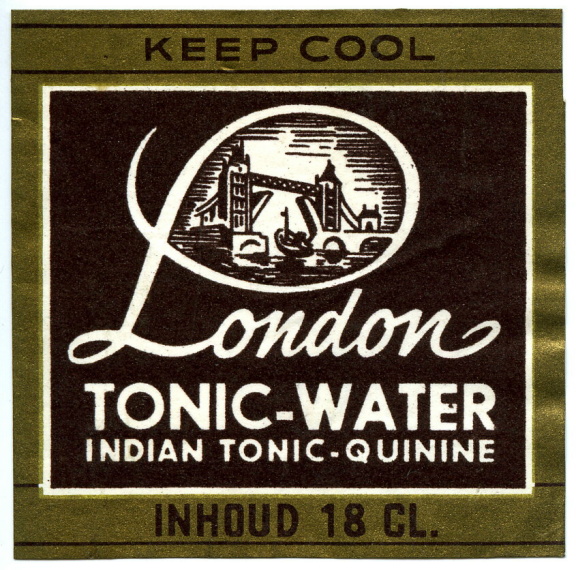 KEEP COOL
London
TONIC-WATER
INDIAN TONIC-QUININE
INHOUD 18 CL.